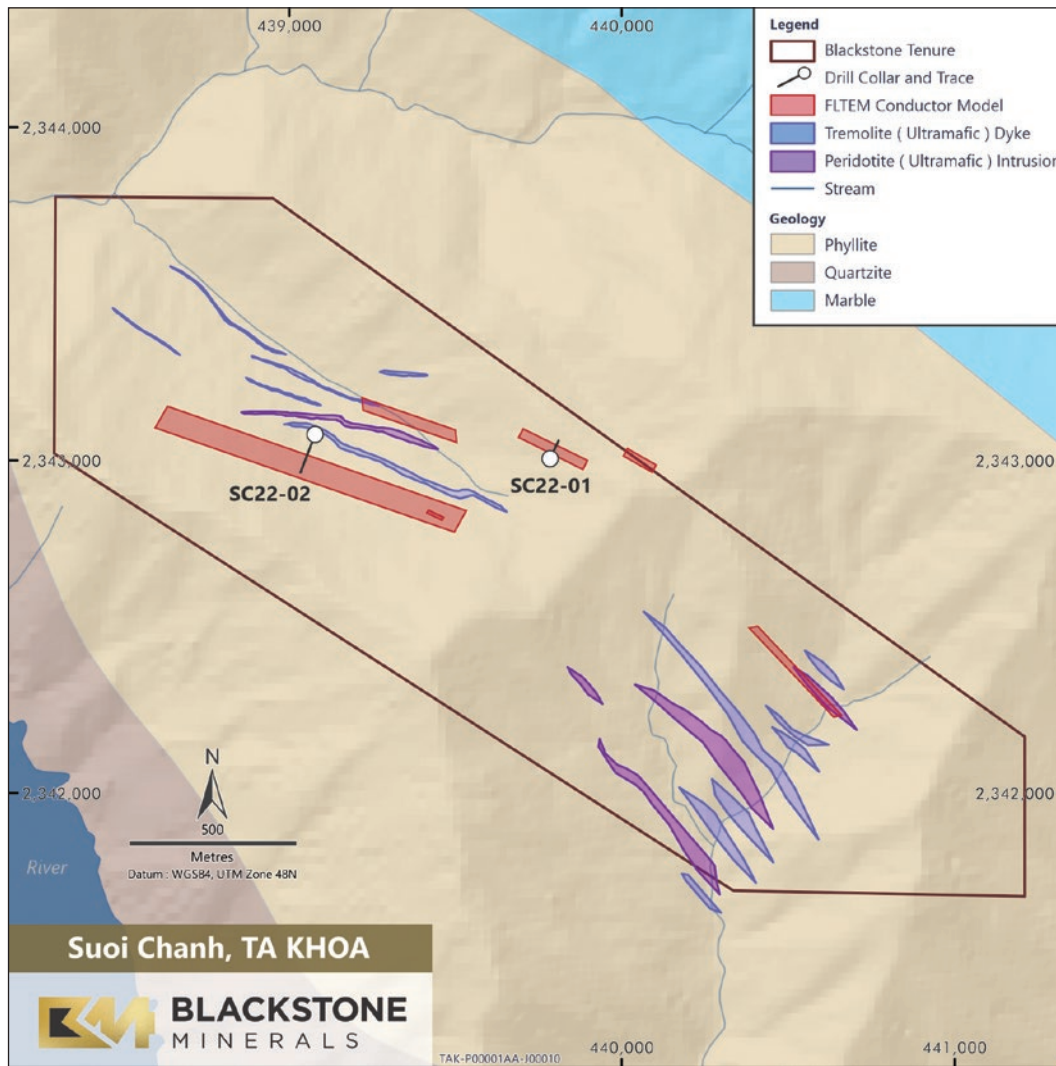 439,000
440,000
Legend
Blackstone Tenure
Drill Collar and Trace
FLTEM Conductor Model
Tremolite ( Ultramafic ) Dyke
Peridotite ( Ultramafic ) Intrusion
Stream
Geology
Phyllite
Quartzite
Marble
2,344,000
2,343,000
2,343,000
SC22-02
SC22-01
2,342,000
2,342,000
N
500
Metres
Datum : WGS84, UTM Zone 48N
River
Suoi Chanh, TA KHOA
BM BLACKSTONE
MINERALS
TAK-P00001AA-J00010
440,000
441,000